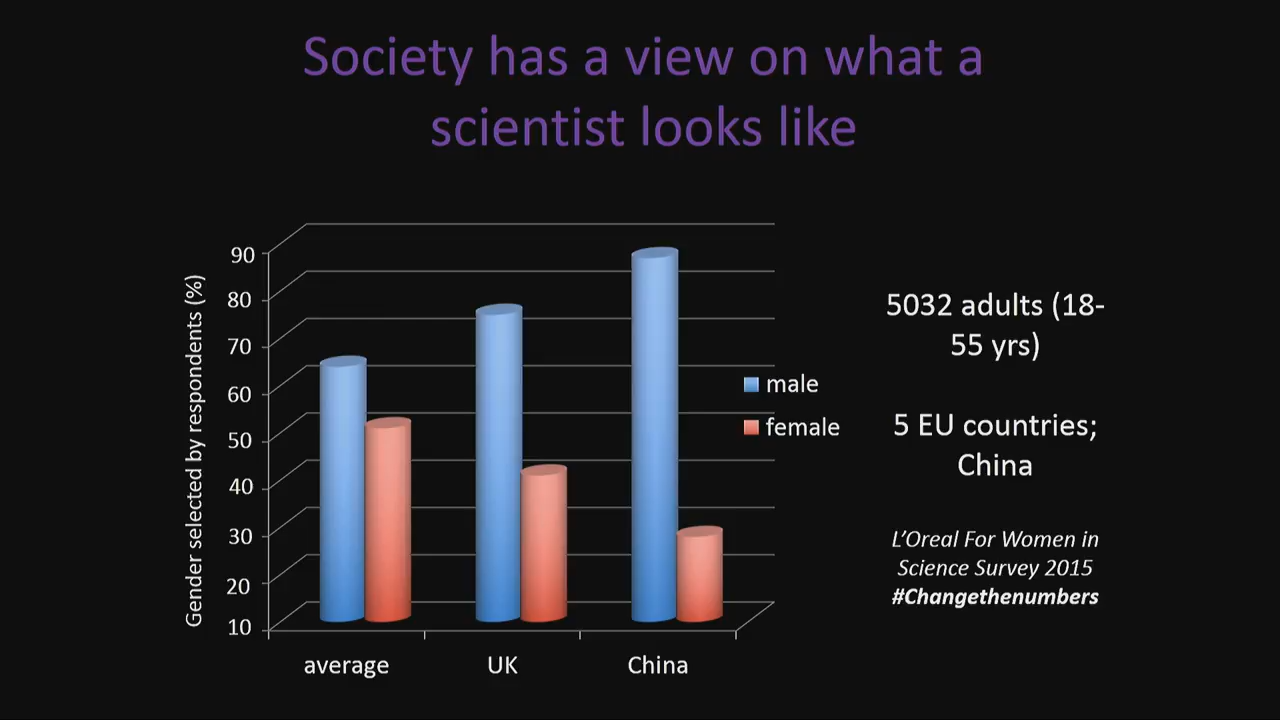 Society has a view on what a
scientist looks like
Gender selected by respondents (%)
90
80
70
60
50
40
30
20
10
average
UK
China
male
female
5032 adults (18-
55 yrs)
5 EU countries;
China
L’Oreal For Women in
Science Survey 2015
#Changethenumbers